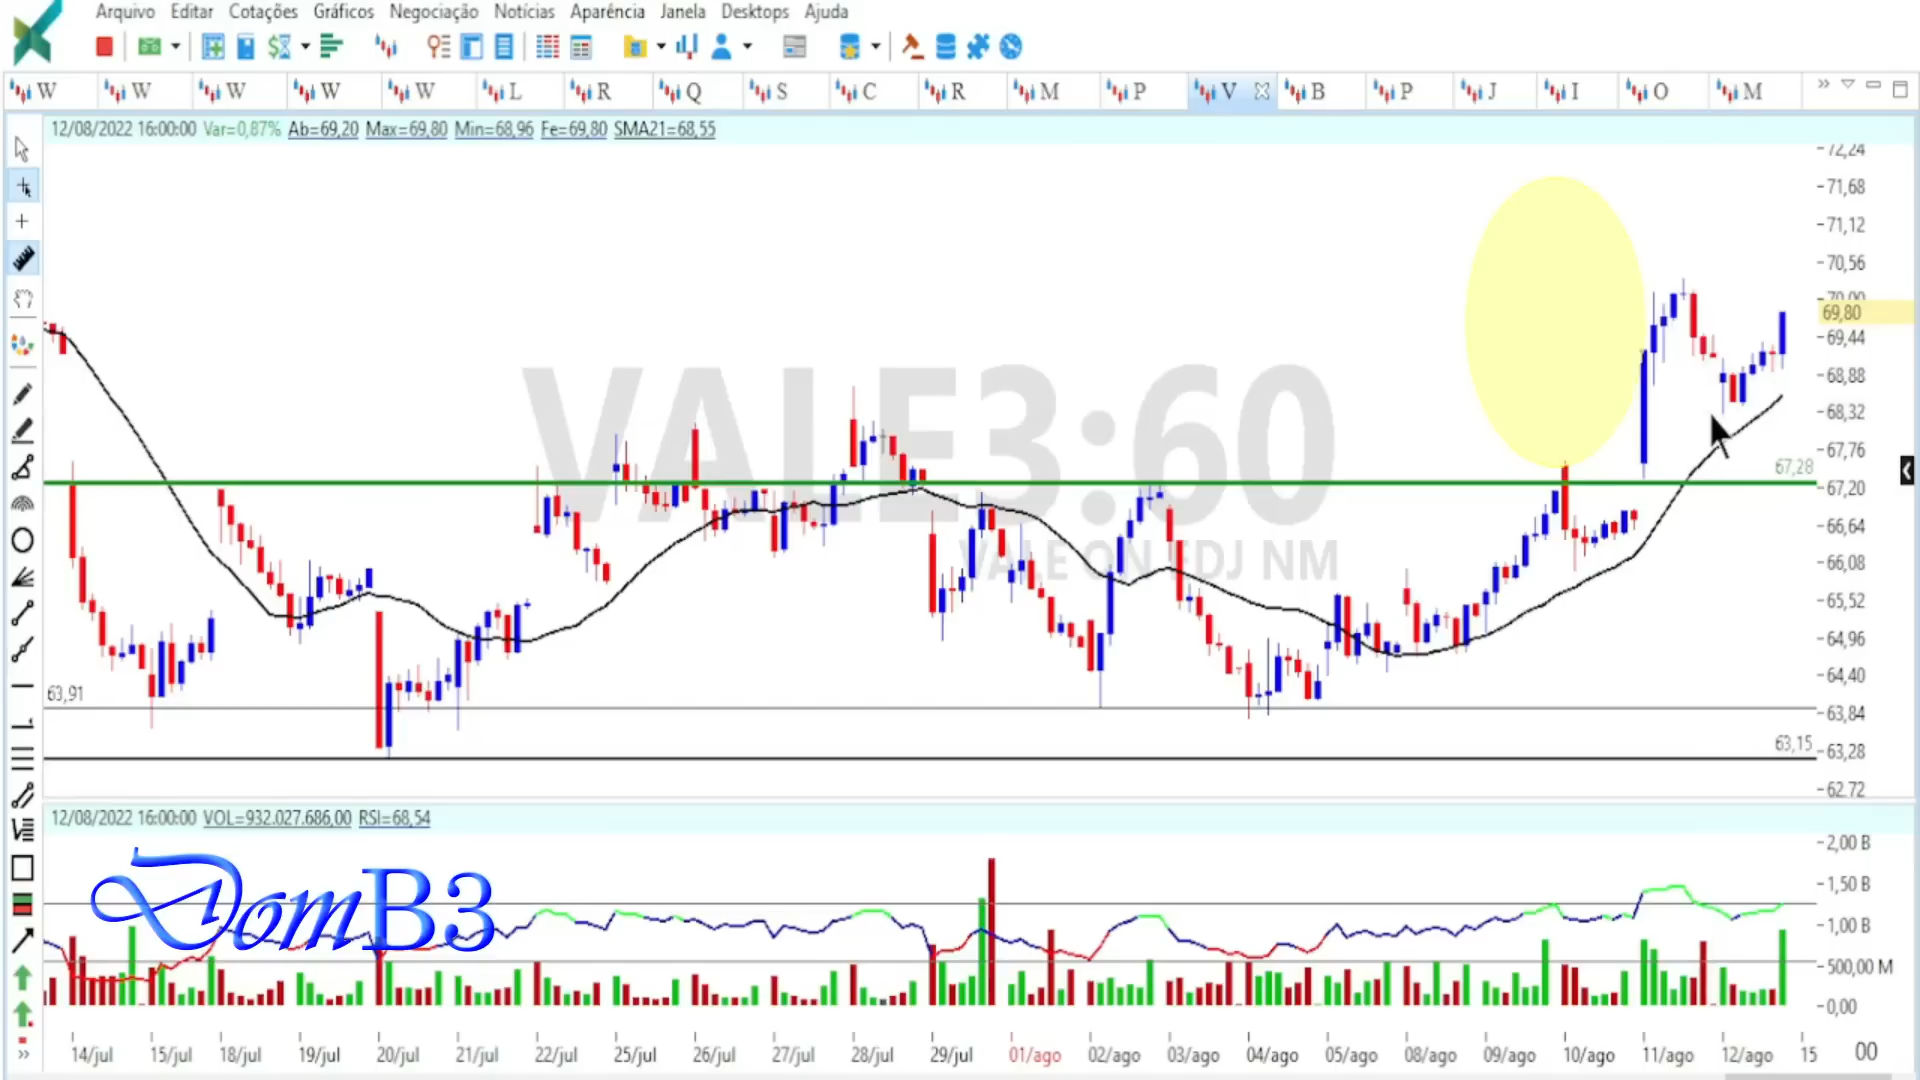 Arquivo Editar Cotações Gráficos Negociação Notícias Aparência Janela Desktops Ajuda
W W W W W L R Q S C R M P V B P J I O M
12/08/2022 16:00:00 Var=0,87% Ab=69,20 Max=69,80 Min=68,96 Fe=69,80 SMA21=68,55
72,24
71,68
71,12
70,56
70,00
69,80
69,44
68,88
68,32
67,76
67,28
67,20
66,64
66,08
65,52
64,96
64,40
63,84
63,28
62,72
VALE3:60
VALE ON EDJ NM
63,91
63,15
12/08/2022 16:00:00 VOL=932.027.686,00 RSI=68,54
DomB3
2,00 B
1,50 B
1,00 B
500,00 M
0,00
14/jul 15/jul 18/jul 19/jul 20/jul 21/jul 22/jul 25/jul 26/jul 27/jul 28/jul 29/jul 01/ago 02/ago 03/ago 04/ago 05/ago 08/ago 09/ago 10/ago 11/ago 12/ago 15 00